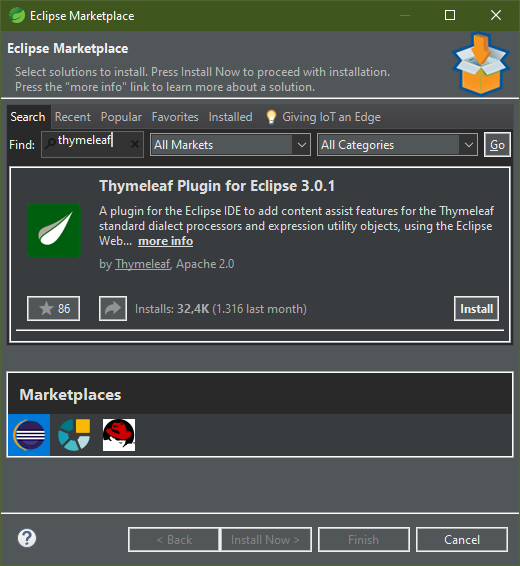 Eclipse Marketplace
Eclipse Marketplace
Select solutions to install. Press Install Now to proceed with installation.
Press the "more info" link to learn more about a solution.
Search Recent Popular Favorites Installed Giving IoT an Edge
Find: thymeleaf All Markets All Categories Go
Thymeleaf Plugin for Eclipse 3.0.1
A plugin for the Eclipse IDE to add content assist features for the Thymeleaf
standard dialect processors and expression utility objects, using the Eclipse
Web... more info
by Thymeleaf, Apache 2.0
86 Installs: 32,4K (1.316 last month) Install
Marketplaces
? < Back Install Now > Finish Cancel